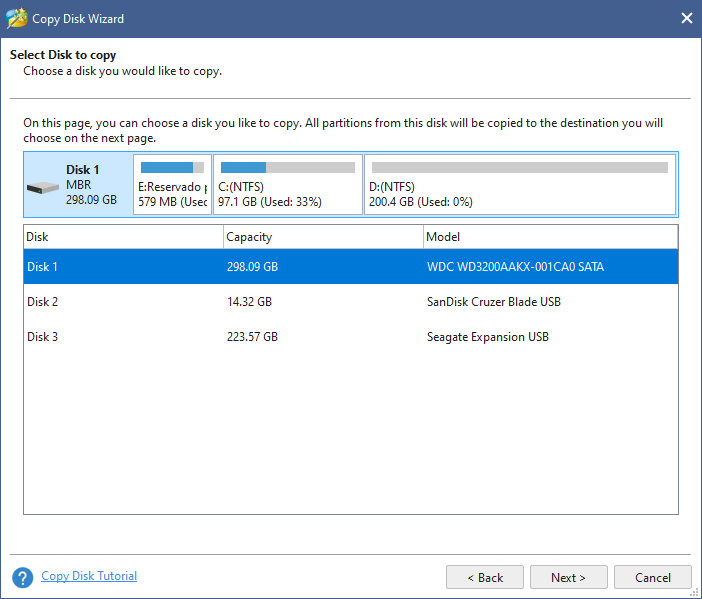 Copy Disk Wizard
Select Disk to copy
Choose a disk you would like to copy.
On this page, you can choose a disk you like to copy. All partitions from this disk will be copied to the destination you will
choose on the next page.
Disk 1
MBR
298.09 GB
E:Reservado p
579 MB (Used
C:(NTFS)
97.1 GB (Used: 33%)
D:(NTFS)
200.4 GB (Used: 0%)
Disk Capacity Model
Disk 1 298.09 GB WDC WD3200AAKX-001CA0 SATA
Disk 2 14.32 GB SanDisk Cruzer Blade USB
Disk 3 223.57 GB Seagate Expansion USB
? Copy Disk Tutorial
< Back Next > Cancel